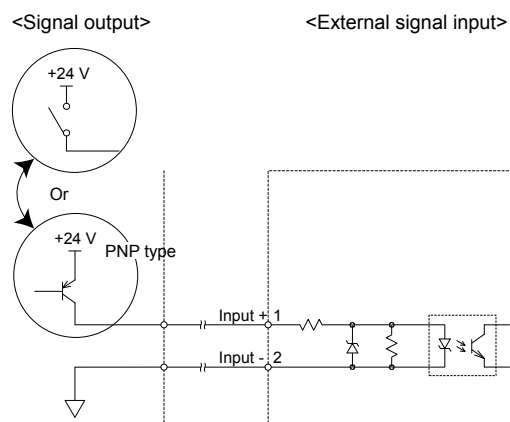 <Signal output>
<External signal input>
+24 V
Or
+24 V
PNP type
Input + 1
Input - 2